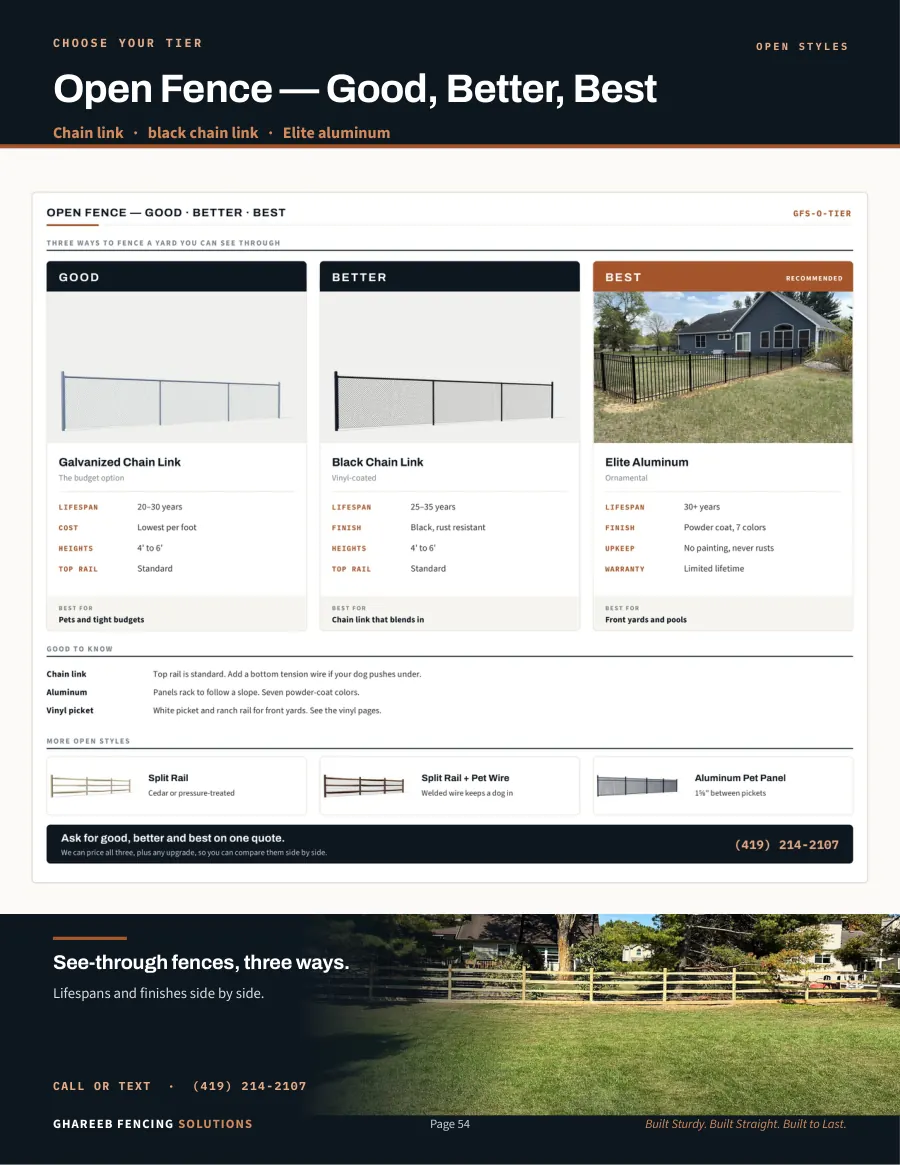 CHOOSE YOUR TIER
OPEN STYLES
Open Fence — Good, Better, Best
Chain link · black chain link · Elite aluminum
OPEN FENCE — GOOD · BETTER · BEST
GFS-O-TIER
THREE WAYS TO FENCE A YARD YOU CAN SEE THROUGH
GOOD
Galvanized Chain Link
The budget option
LIFESPAN 20–30 years
COST Lowest per foot
HEIGHTS 4' to 6'
TOP RAIL Standard
BEST FOR
Pets and tight budgets
BETTER
Black Chain Link
Vinyl-coated
LIFESPAN 25–35 years
FINISH Black, rust resistant
HEIGHTS 4' to 6'
TOP RAIL Standard
BEST FOR
Chain link that blends in
BEST RECOMMENDED
Elite Aluminum
Ornamental
LIFESPAN 30+ years
FINISH Powder coat, 7 colors
UPKEEP No painting, never rusts
WARRANTY Limited lifetime
BEST FOR
Front yards and pools
GOOD TO KNOW
Chain link Top rail is standard. Add a bottom tension wire if your dog pushes under.
Aluminum Panels rack to follow a slope. Seven powder-coat colors.
Vinyl picket White picket and ranch rail for front yards. See the vinyl pages.
MORE OPEN STYLES
Split Rail
Cedar or pressure-treated
Split Rail + Pet Wire
Welded wire keeps a dog in
Aluminum Pet Panel
1⅝" between pickets
Ask for good, better and best on one quote.
We can price all three, plus any upgrade, so you can compare them side by side.
(419) 214-2107
See-through fences, three ways.
Lifespans and finishes side by side.
CALL OR TEXT · (419) 214-2107
GHAREEB FENCING SOLUTIONS
Page 54
Built Sturdy. Built Straight. Built to Last.